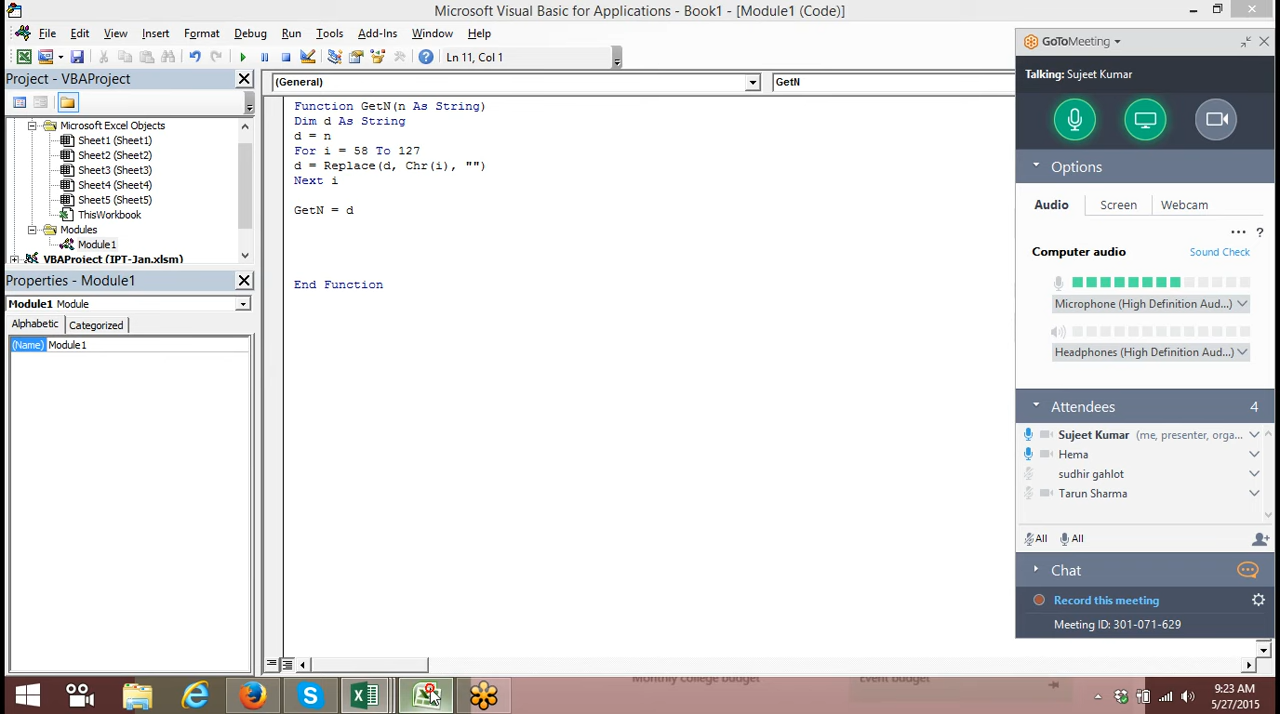 Microsoft Visual Basic for Applications - Book1 - [Module1 (Code)]
File Edit View Insert Format Debug Run Tools Add-Ins Window Help
Ln 11, Col 1
Project - VBAProject
Microsoft Excel Objects
Sheet1 (Sheet1)
Sheet2 (Sheet2)
Sheet3 (Sheet3)
Sheet4 (Sheet4)
Sheet5 (Sheet5)
ThisWorkbook
Modules
Module1
VBAProject (IPT-Jan.xlsm)
Properties - Module1
Module1 Module
Alphabetic Categorized
(Name) Module1
(General) GetN
Function GetN(n As String)
Dim d As String
d = n
For i = 58 To 127
d = Replace(d, Chr(i), "")
Next i
GetN = d
End Function
GoToMeeting
Talking: Sujeet Kumar
Options
Audio Screen Webcam
... ?
Computer audio Sound Check
Microphone (High Definition Aud...)
Headphones (High Definition Aud...)
Attendees 4
Sujeet Kumar (me, presenter, orga...
Hema
sudhir gahlot
Tarun Sharma
All All
Chat
Record this meeting
Meeting ID: 301-071-629
Monthly college budget Event budget
9:23 AM
5/27/2015